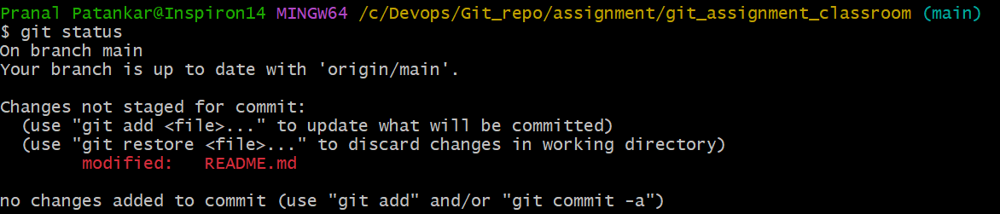 Pranal Patankar@Inspiron14 MINGW64 /c/Devops/Git_repo/assignment/git_assignment_classroom (main)
$ git status
On branch main
Your branch is up to date with 'origin/main'.

Changes not staged for commit:
  (use "git add <file>..." to update what will be committed)
  (use "git restore <file>..." to discard changes in working directory)
        modified:   README.md

no changes added to commit (use "git add" and/or "git commit -a")